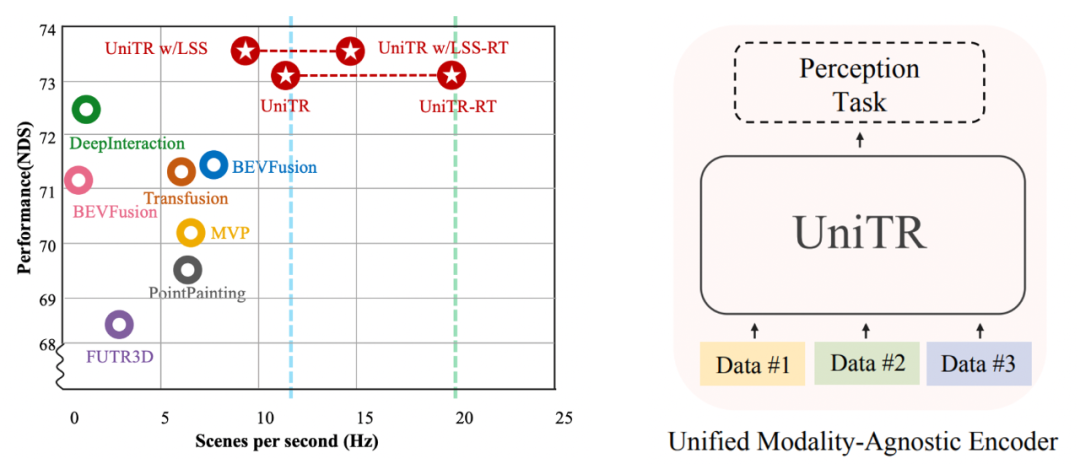 74
73
72
71
70
69
68
Performance(NDS)
UniTR w/LSS
UniTR w/LSS-RT
UniTR
UniTR-RT
DeepInteraction
BEVFusion
BEVFusion
Transfusion
MVP
PointPainting
FUTR3D
0 5 10 15 20 25
Scenes per second (Hz)
Perception
Task
UniTR
Data #1 Data #2 Data #3
Unified Modality-Agnostic Encoder